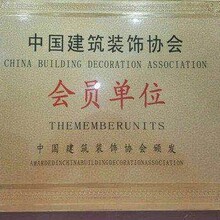 中国建筑装饰协会
CHINA BUILDING DECORATION ASSOCIATION
会员单位
THEMEMBERUNITS
中国建筑装饰协会颁发
AWARDEDINCHINABUILDINGDECORATIONASSOCIATION